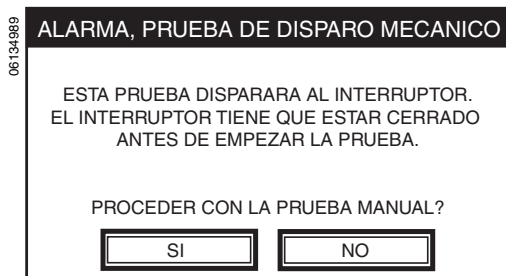 06134989
ALARMA, PRUEBA DE DISPARO MECANICO
ESTA PRUEBA DISPARARA AL INTERRUPTOR.
EL INTERRUPTOR TIENE QUE ESTAR CERRADO
ANTES DE EMPEZAR LA PRUEBA.
PROCEDER CON LA PRUEBA MANUAL?
SI
NO